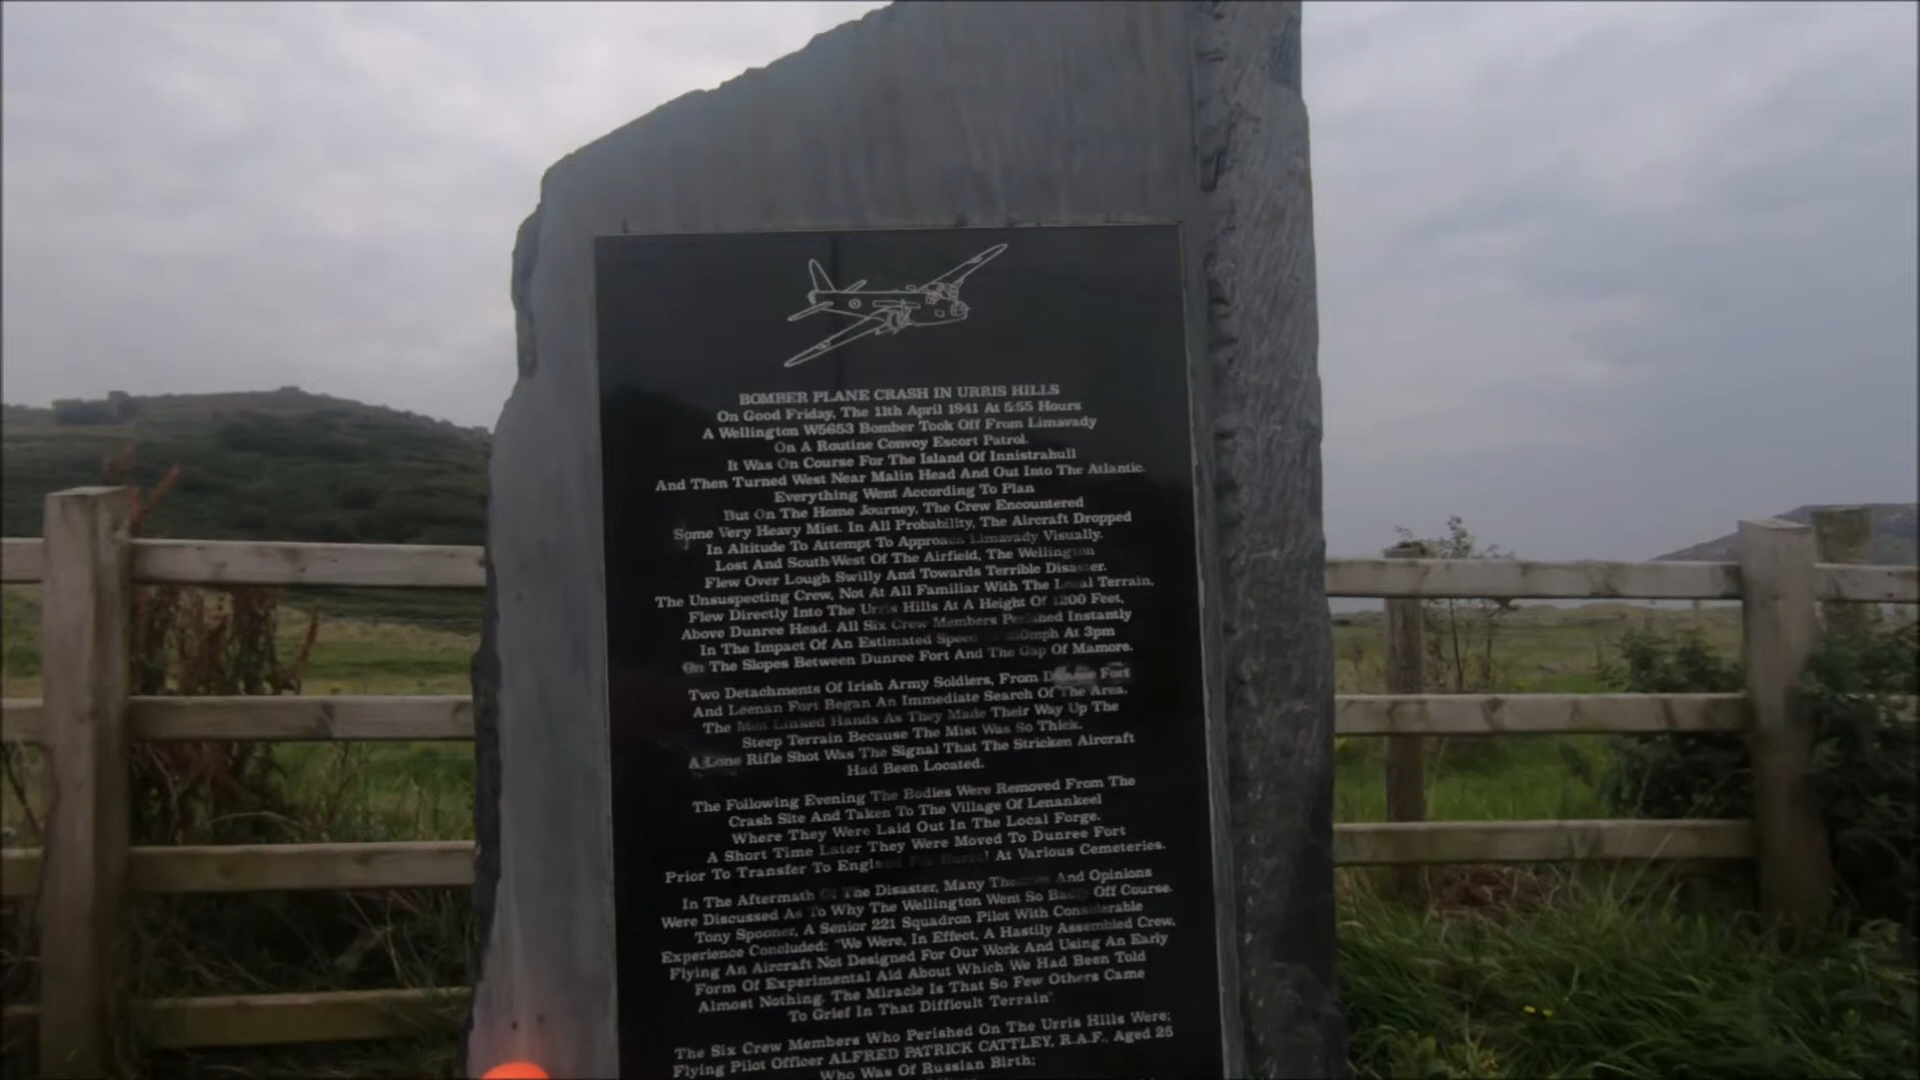 BOMBER PLANE CRASH IN URRIS HILLS
On Good Friday, The 11th April 1941 At 5:55 Hours
A Wellington W5653 Bomber Took Off From Limavady
On A Routine Convoy Escort Patrol.
It Was On Course For The Island Of Innistrahull
And Then Turned West Near Malin Head And Out Into The Atlantic.
Everything Went According To Plan
But On The Home Journey, The Crew Encountered
Some Very Heavy Mist. In All Probability, The Aircraft Dropped
In Altitude To Attempt To Approach Limavady Visually.
Lost And South West Of The Airfield, The Wellington
Flew Over Lough Swilly And Towards Terrible Disaster.
The Unsuspecting Crew, Not At All Familiar With The Local Terrain,
Flew Directly Into The Urris Hills At A Height Of 1200 Feet,
Above Dunree Head. All Six Crew Members Perished Instantly
In The Impact Of An Estimated Speed At 3pm
On The Slopes Between Dunree Fort And The Gap Of Mamore.
Two Detachments Of Irish Army Soldiers, From Dunree Fort
And Leenan Fort Began An Immediate Search Of The Area.
The Men Linked Hands As They Made Their Way Up The
Steep Terrain Because The Mist Was So Thick.
A Lone Rifle Shot Was The Signal That The Stricken Aircraft
Had Been Located.
The Following Evening The Bodies Were Removed From The
Crash Site And Taken To The Village Of Lenankeel
Where They Were Laid Out In The Local Forge.
A Short Time Later They Were Moved To Dunree Fort
Prior To Transfer To England For Burial At Various Cemeteries.
In The Aftermath Of The Disaster, Many Theories And Opinions
Were Discussed As To Why The Wellington Went So Badly Off Course.
Tony Spooner, A Senior 221 Squadron Pilot With Considerable
Experience Concluded: "We Were, In Effect, A Hastily Assembled Crew,
Flying An Aircraft Not Designed For Our Work And Using An Early
Form Of Experimental Aid About Which We Had Been Told
Almost Nothing. The Miracle Is That So Few Others Came
To Grief In That Difficult Terrain".
The Six Crew Members Who Perished On The Urris Hills Were;
Flying Pilot Officer ALFRED PATRICK CATTLEY, R.A.F., Aged 25
Who Was Of Russian Birth;